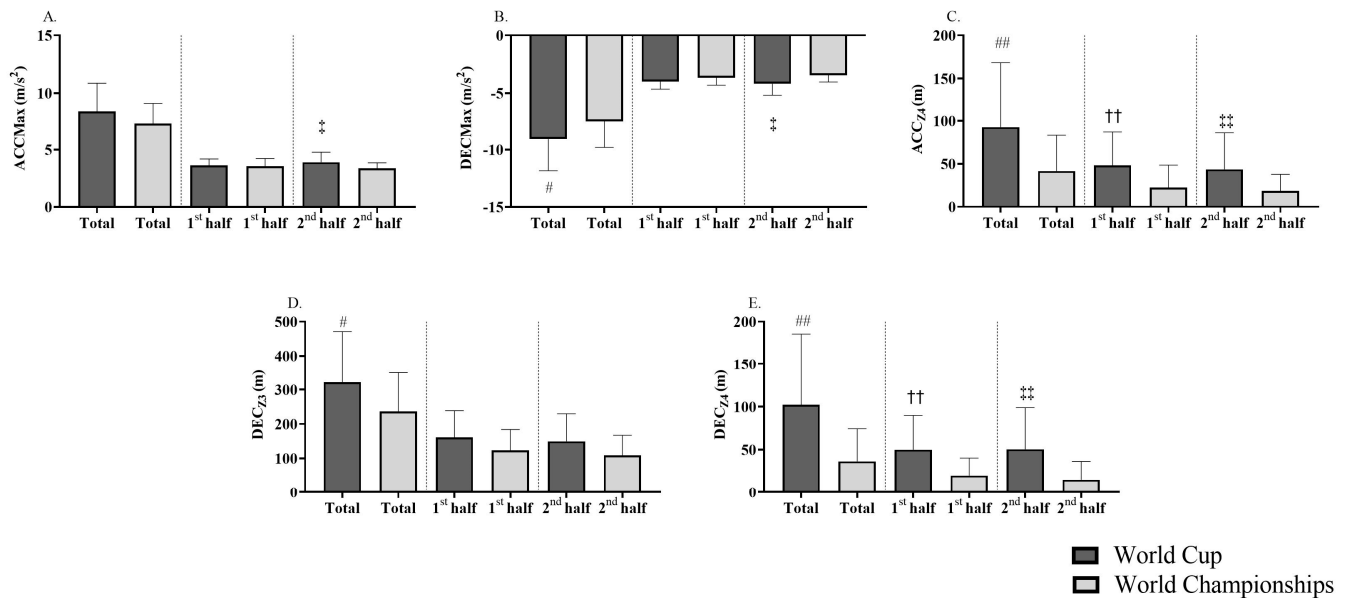 A.
15
10
5
0
ACCMax (m/s²)
‡
Total Total 1st half 1st half 2nd half 2nd half
B.
0
-5
-10
-15
DECMax (m/s²)
#
‡
Total Total 1st half 1st half 2nd half 2nd half
C.
200
150
100
50
0
ACCZ4 (m)
##
††
‡‡
Total Total 1st half 1st half 2nd half 2nd half
D.
500
400
300
200
100
0
DECZ3 (m)
#
Total Total 1st half 1st half 2nd half 2nd half
E.
200
150
100
50
0
DECZ4 (m)
##
††
‡‡
Total Total 1st half 1st half 2nd half 2nd half
World Cup
World Championships